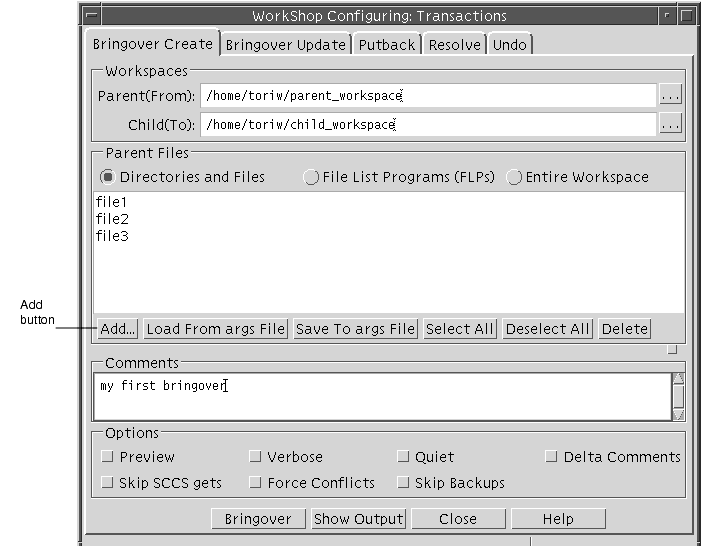 WorkShop Configuring: Transactions
Bringover Create Bringover Update Putback Resolve Undo
Workspaces
Parent(From): /home/toriw/parent_workspace ...
Child(To): /home/toriw/child_workspace ...
Parent Files
Directories and Files File List Programs (FLPs) Entire Workspace
file1
file2
file3
Add
button
Add... Load From args File Save To args File Select All Deselect All Delete
Comments
my first bringover
Options
Preview Verbose Quiet Delta Comments
Skip SCCS gets Force Conflicts Skip Backups
Bringover Show Output Close Help